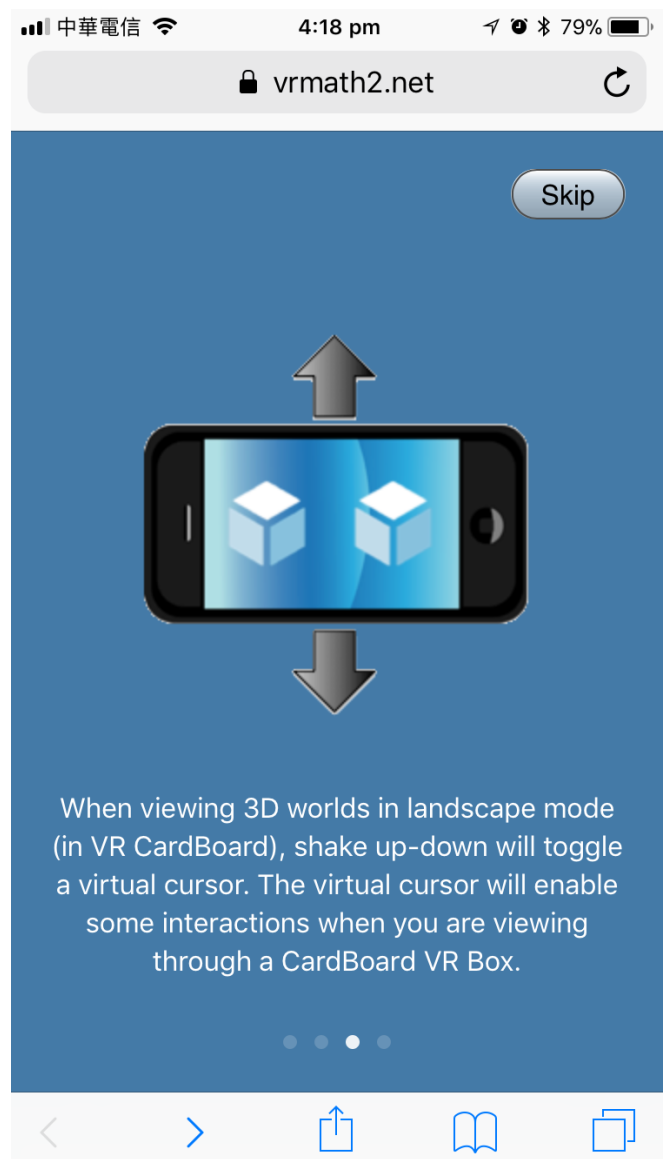 中華電信 4:18 pm 79%
vrmath2.net
Skip
When viewing 3D worlds in landscape mode
(in VR CardBoard), shake up-down will toggle
a virtual cursor. The virtual cursor will enable
some interactions when you are viewing
through a CardBoard VR Box.